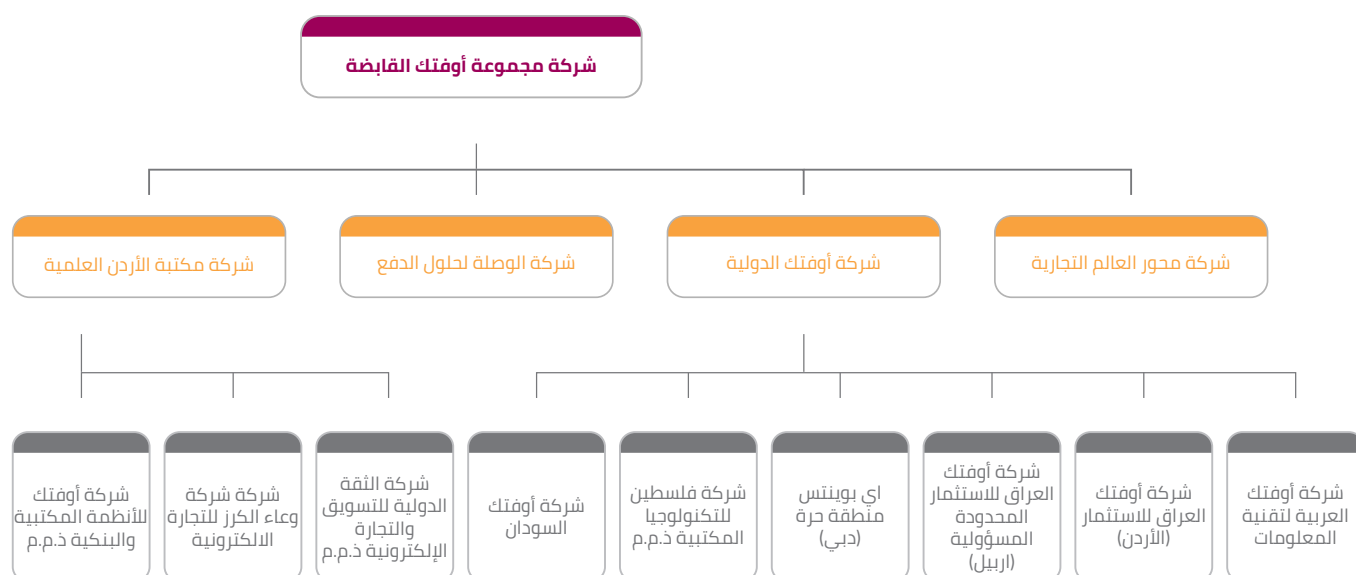 شركة مجموعة أوفتك القابضة
شركة محور العالم التجارية
شركة أوفتك الدولية
شركة الوصلة لحلول الدفع
شركة مكتبة الأردن العلمية
شركة أوفتك
العربية لتقنية
المعلومات
شركة أوفتك
العراق للاستثمار
(الأردن)
شركة أوفتك
العراق للاستثمار
المحدودة
المسؤولية
(اربيل)
اي بوينتس
منطقة حرة
(دبي)
شركة فلسطين
للتكنولوجيا
المكتبية ذ.م.م
شركة أوفتك
السودان
شركة الثقة
الدولية للتسويق
والتجارة
الإلكترونية ذ.م.م
شركة شركة
وعاء الكرز للتجارة
الالكترونية
شركة أوفتك
للأنظمة المكتبية
والبنكية ذ.م.م